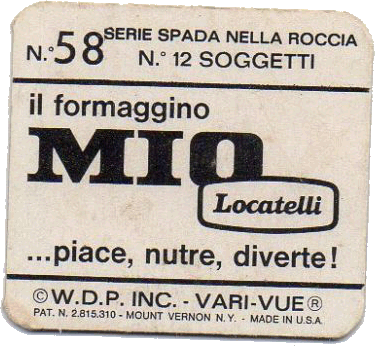 N.° 58 SERIE SPADA NELLA ROCCIA
N.° 12 SOGGETTI
il formaggino
MIO
Locatelli
...piace, nutre, diverte!
© W.D.P. INC. - VARI-VUE ®
PAT. N. 2.815.310 - MOUNT VERNON N.Y. - MADE IN U.S.A.